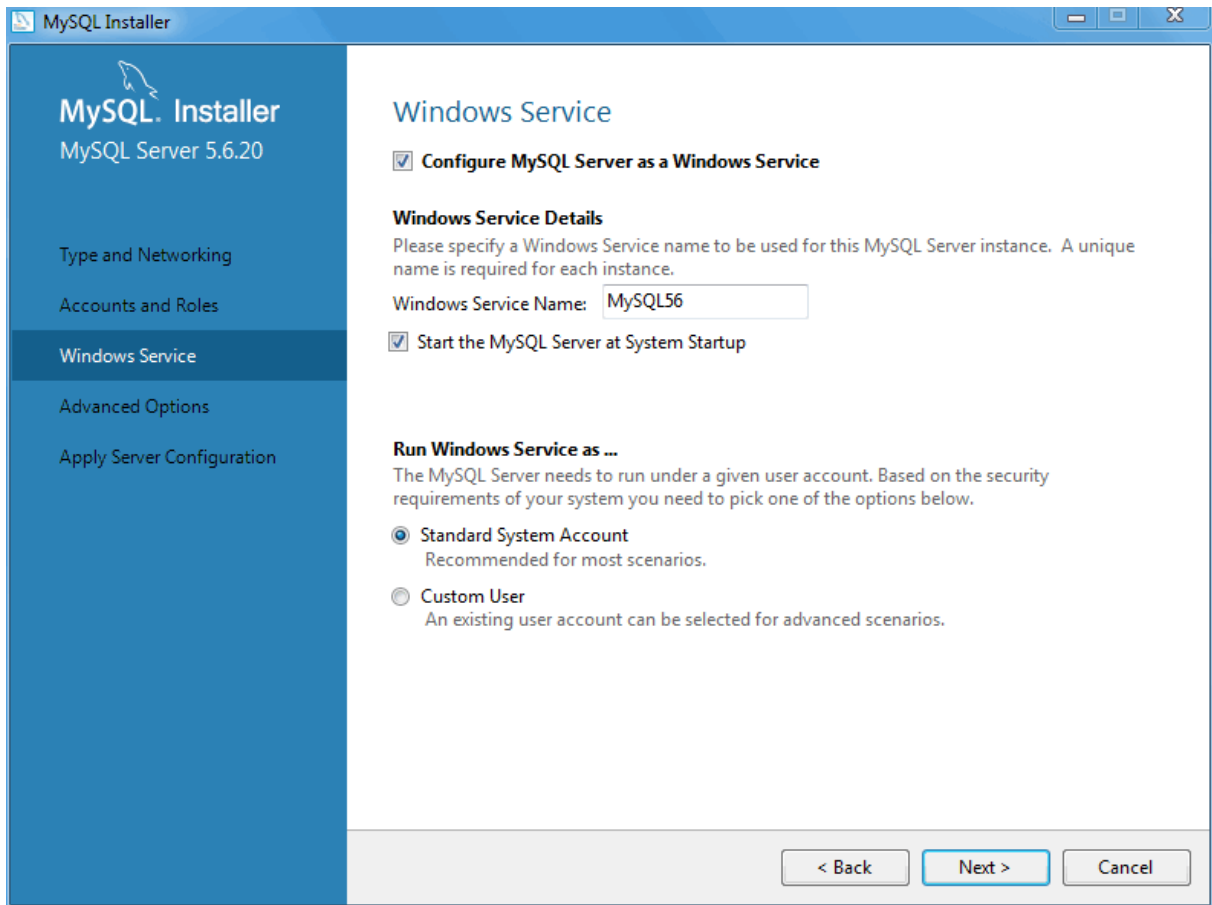 MySQL Installer
MySQL. Installer
MySQL Server 5.6.20
Type and Networking
Accounts and Roles
Windows Service
Advanced Options
Apply Server Configuration
Windows Service
Configure MySQL Server as a Windows Service
Windows Service Details
Please specify a Windows Service name to be used for this MySQL Server instance. A unique
name is required for each instance.
Windows Service Name: MySQL56
Start the MySQL Server at System Startup
Run Windows Service as ...
The MySQL Server needs to run under a given user account. Based on the security
requirements of your system you need to pick one of the options below.
Standard System Account
Recommended for most scenarios.
Custom User
An existing user account can be selected for advanced scenarios.
< Back Next > Cancel